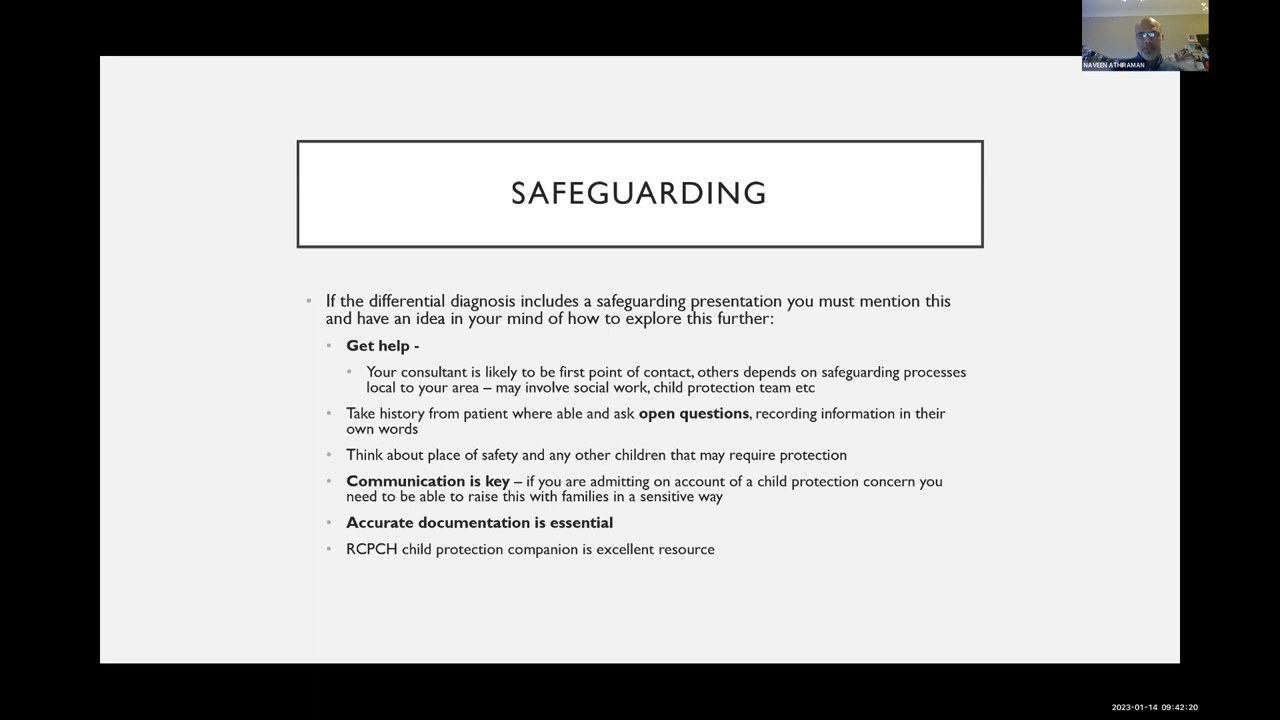 NAVEEN ATHIRAMAN
SAFEGUARDING
• If the differential diagnosis includes a safeguarding presentation you must mention this
and have an idea in your mind of how to explore this further:
• Get help -
• Your consultant is likely to be first point of contact, others depends on safeguarding processes
local to your area – may involve social work, child protection team etc
• Take history from patient where able and ask open questions, recording information in their
own words
• Think about place of safety and any other children that may require protection
• Communication is key – if you are admitting on account of a child protection concern you
need to be able to raise this with families in a sensitive way
• Accurate documentation is essential
• RCPCH child protection companion is excellent resource
2023-01-14 09:42:20